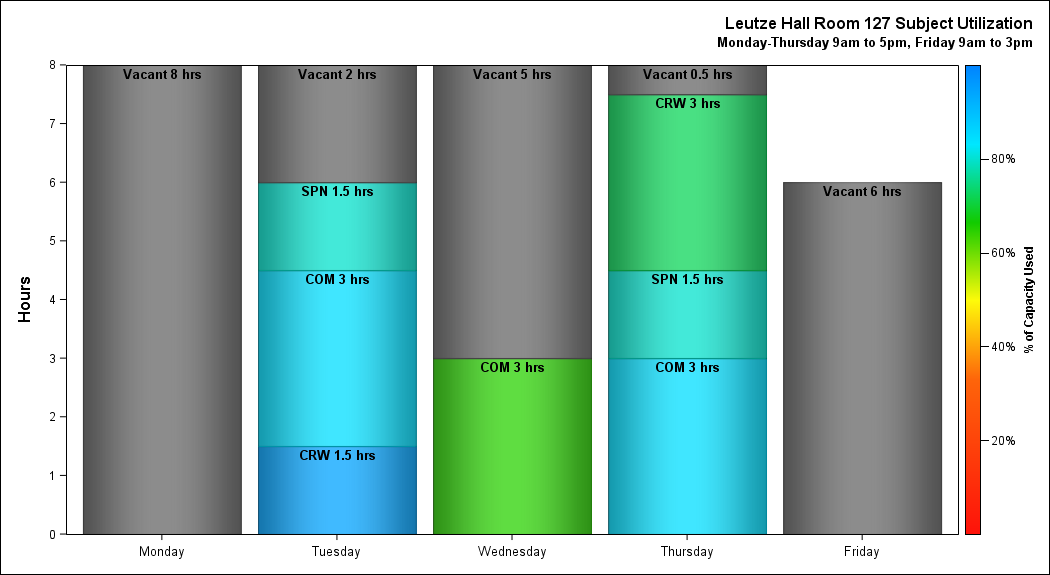 Leutze Hall Room 127 Subject Utilization
Monday-Thursday 9am to 5pm, Friday 9am to 3pm
Hours
8
7
6
5
4
3
2
1
0
Vacant 8 hrs
Vacant 2 hrs
SPN 1.5 hrs
COM 3 hrs
CRW 1.5 hrs
Vacant 5 hrs
COM 3 hrs
Vacant 0.5 hrs
CRW 3 hrs
SPN 1.5 hrs
COM 3 hrs
Vacant 6 hrs
Monday
Tuesday
Wednesday
Thursday
Friday
80%
60%
40%
20%
% of Capacity Used